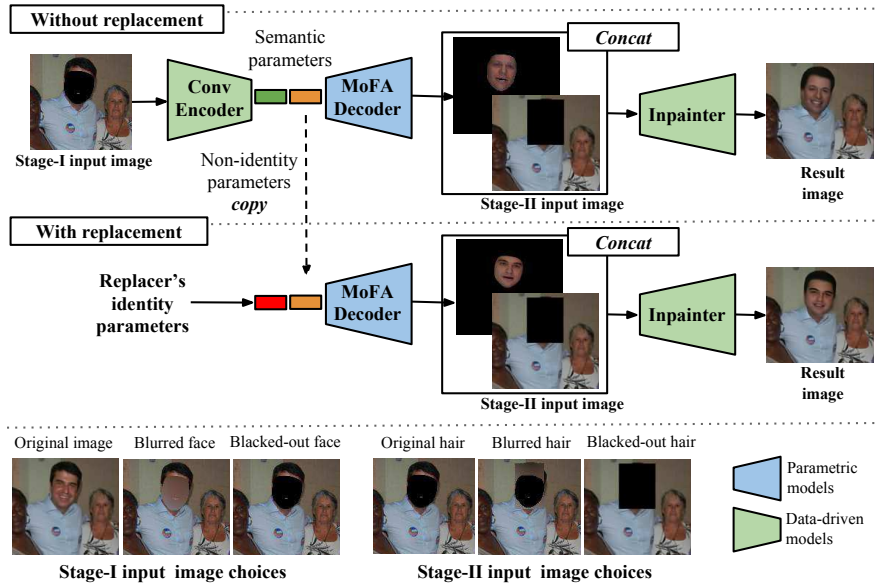 Without replacement
Semantic
parameters
Concat
Conv
Encoder
MoFA
Decoder
Inpainter
Stage-I input image
Non-identity
parameters
copy
Stage-II input image
Result
image
With replacement
Concat
Replacer's
identity
parameters
MoFA
Decoder
Inpainter
Stage-II input image
Result
image
Original image
Blurred face
Blacked-out face
Original hair
Blurred hair
Blacked-out hair
Parametric
models
Data-driven
models
Stage-I input image choices
Stage-II input image choices